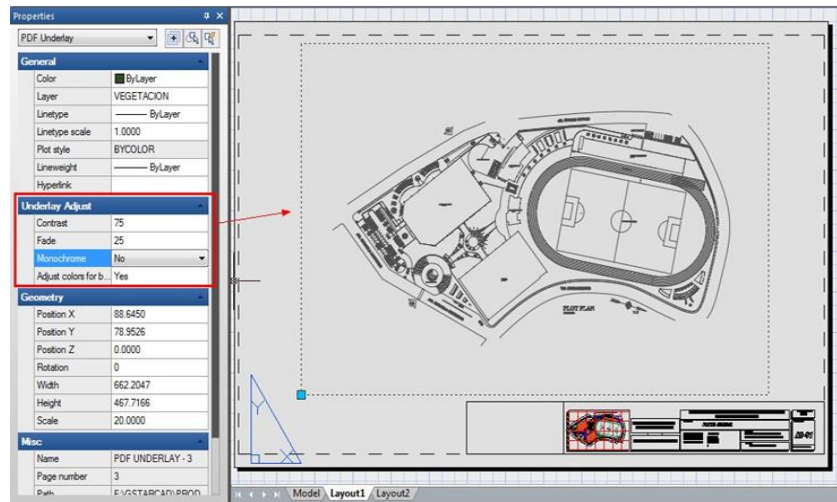 Properties
PDF Underlay
General
Color ByLayer
Layer VEGETACION
Linetype ByLayer
Linetype scale 1.0000
Plot style BYCOLOR
Lineweight ByLayer
Hyperlink
Underlay Adjust
Contrast 75
Fade 25
Monochrome No
Adjust colors for b... Yes
Geometry
Position X 88.6450
Position Y 78.9526
Position Z 0.0000
Rotation 0
Width 662.2047
Height 467.7166
Scale 20.0000
Misc
Name PDF UNDERLAY - 3
Page number 3
Path F:\GSTARCAD\PROD
PLOT PLAN
Y
X
Model Layout1 Layout2